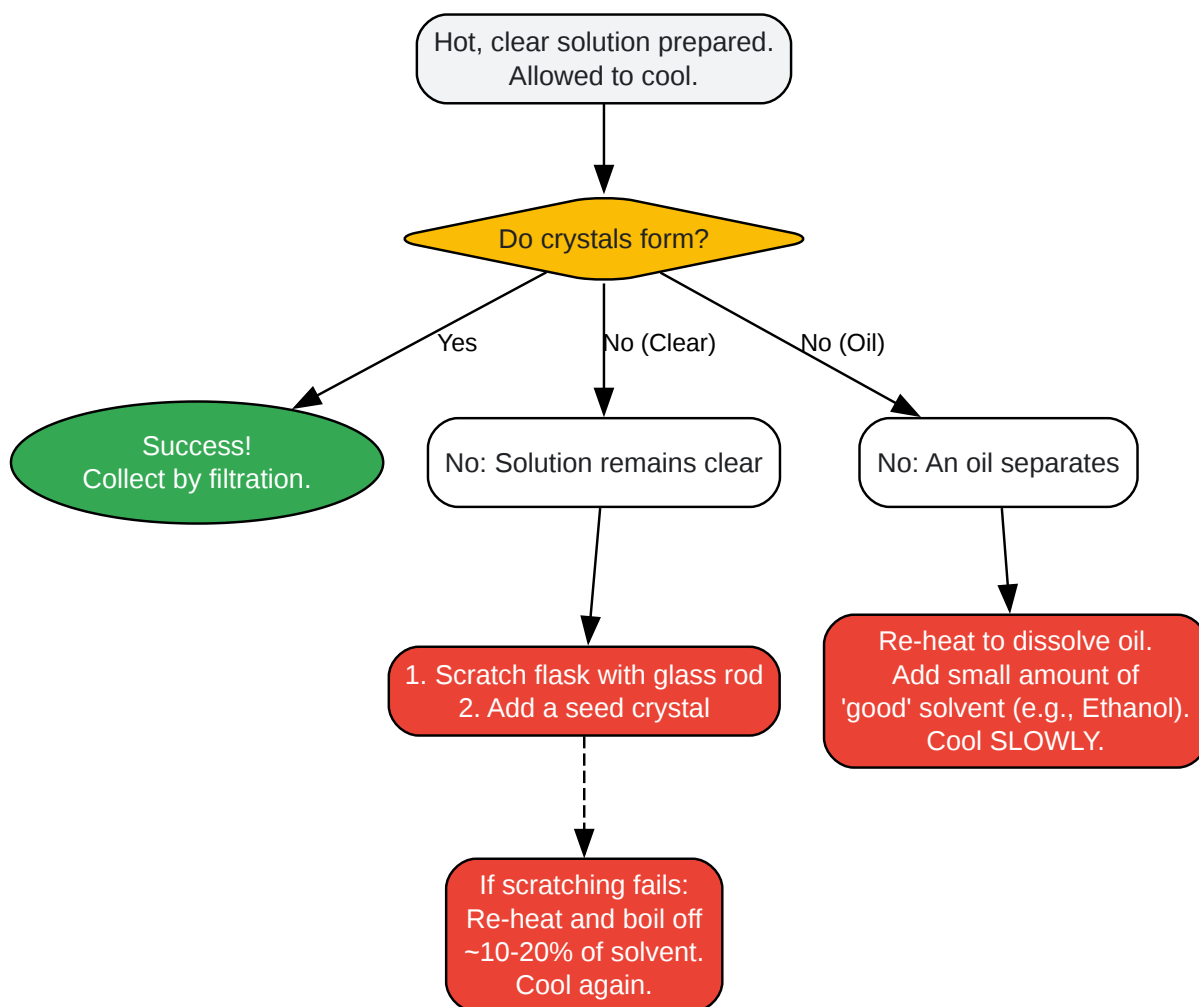 Hot, clear solution prepared.
Allowed to cool.
Do crystals form?
Yes
No (Clear)
No (Oil)
Success!
Collect by filtration.
No: Solution remains clear
No: An oil separates
1. Scratch flask with glass rod
2. Add a seed crystal
Re-heat to dissolve oil.
Add small amount of
'good' solvent (e.g., Ethanol).
Cool SLOWLY.
If scratching fails:
Re-heat and boil off
~10-20% of solvent.
Cool again.